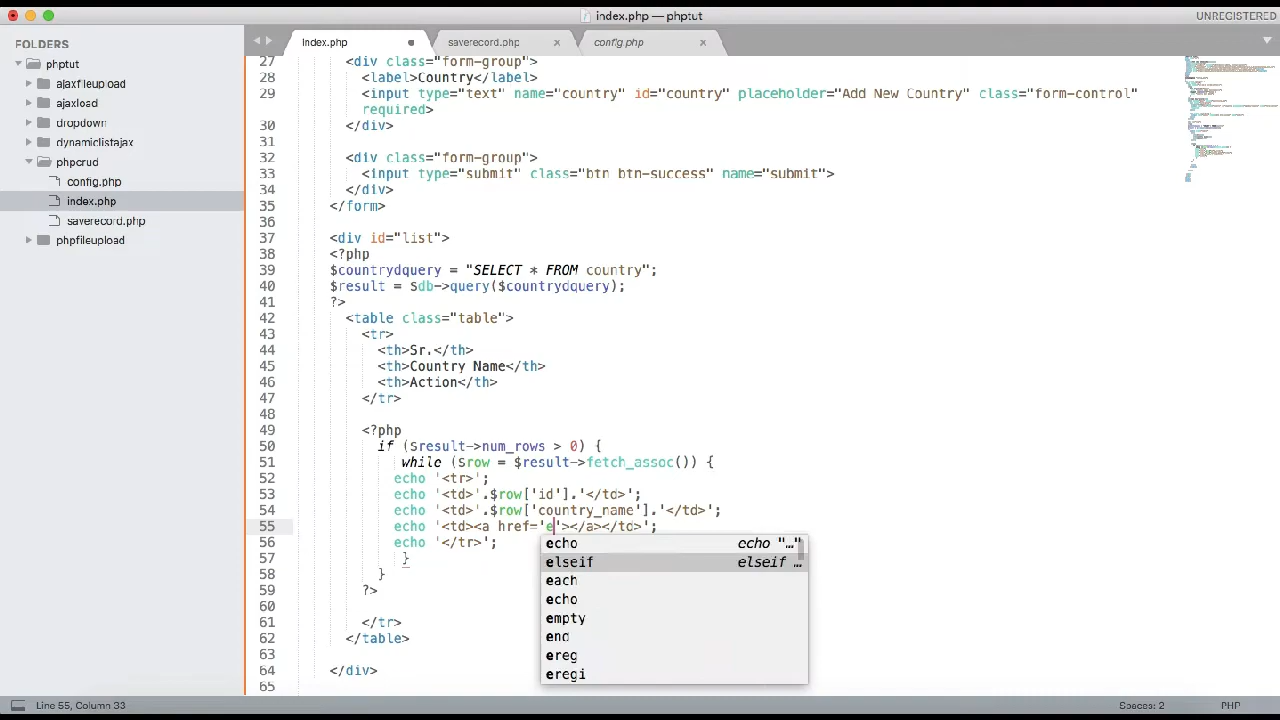 index.php — phptut
UNREGISTERED
FOLDERS
phptut
ajaxfileupload
ajaxload
dropdown
dynamiclistajax
phpcrud
config.php
index.php
saverecord.php
phpfileupload
index.php
saverecord.php
config.php
27 <div class="form-group">
28 <label>Country</label>
29 <input type="text" name="country" id="country" placeholder="Add New Country" class="form-control"
required>
30 </div>
31
32 <div class="form-group">
33 <input type="submit" class="btn btn-success" name="submit">
34 </div>
35 </form>
36
37 <div id="list">
38 <?php
39 $countrydquery = "SELECT * FROM country";
40 $result = $db->query($countrydquery);
41 ?>
42 <table class="table">
43 <tr>
44 <th>Sr.</th>
45 <th>Country Name</th>
46 <th>Action</th>
47 </tr>
48
49 <?php
50 if ($result->num_rows > 0) {
51 while ($row = $result->fetch_assoc()) {
52 echo '<tr>';
53 echo '<td>'.$row['id'].'</td>';
54 echo '<td>'.$row['country_name'].'</td>';
55 echo '<td><a href='e'></a></td>';
56 echo '</tr>';
57 }
58 }
59 ?>
60
61 </tr>
62 </table>
63
64 </div>
65
echo echo "…"
elseif elseif …
each
echo
empty
end
ereg
eregi
Line 55, Column 33
Spaces: 2
PHP